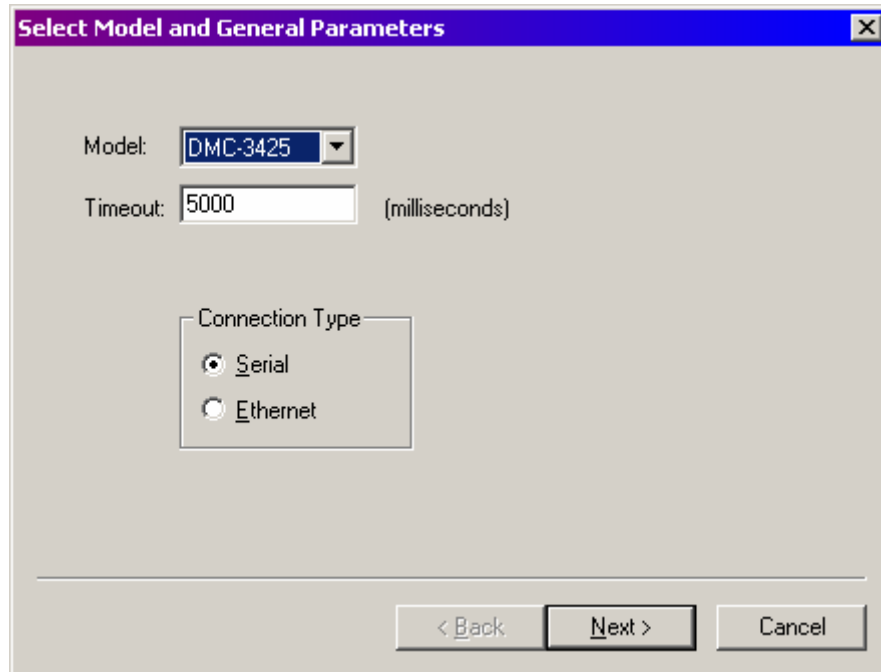 Select Model and General Parameters
Model: DMC-3425
Timeout: 5000 (milliseconds)
Connection Type
Serial
Ethernet
< Back Next > Cancel